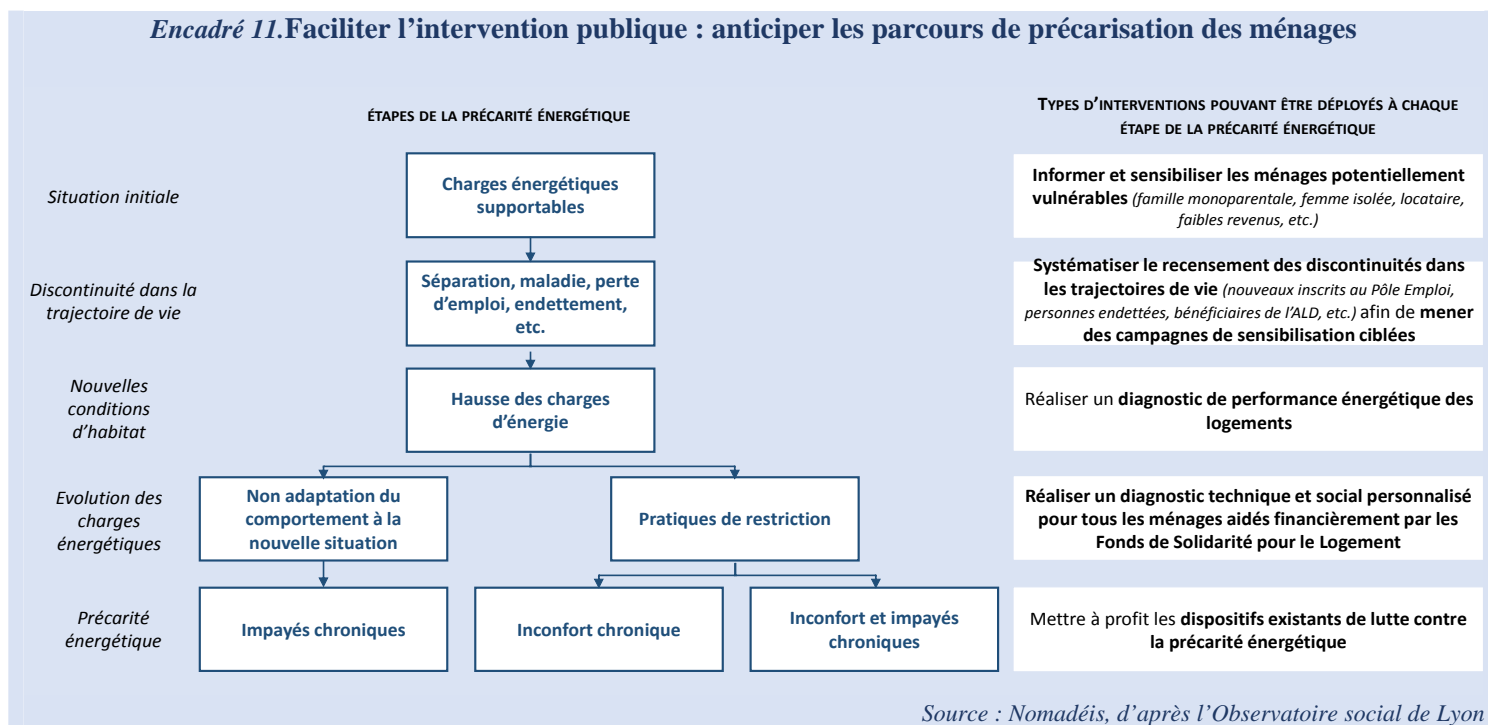 Encadré 11.Faciliter l'intervention publique : anticiper les parcours de précarisation des ménages
ÉTAPES DE LA PRÉCARITÉ ÉNERGÉTIQUE
TYPES D'INTERVENTIONS POUVANT ÊTRE DÉPLOYÉS À CHAQUE
ÉTAPE DE LA PRÉCARITÉ ÉNERGÉTIQUE
Situation initiale
Charges énergétiques
supportables
Informer et sensibiliser les ménages potentiellement
vulnérables (famille monoparentale, femme isolée, locataire,
faibles revenus, etc.)
Discontinuité dans la
trajectoire de vie
Séparation, maladie, perte
d'emploi, endettement,
etc.
Systématiser le recensement des discontinuités dans
les trajectoires de vie (nouveaux inscrits au Pôle Emploi,
personnes endettées, bénéficiaires de l'ALD, etc.) afin de mener
des campagnes de sensibilisation ciblées
Nouvelles
conditions
d'habitat
Hausse des charges
d'énergie
Réaliser un diagnostic de performance énergétique des
logements
Evolution des
charges
énergétiques
Non adaptation du
comportement à la
nouvelle situation
Pratiques de restriction
Réaliser un diagnostic technique et social personnalisé
pour tous les ménages aidés financièrement par les
Fonds de Solidarité pour le Logement
Précarité
énergétique
Impayés chroniques
Inconfort chronique
Inconfort et impayés
chroniques
Mettre à profit les dispositifs existants de lutte contre
la précarité énergétique
Source : Nomadéis, d'après l'Observatoire social de Lyon